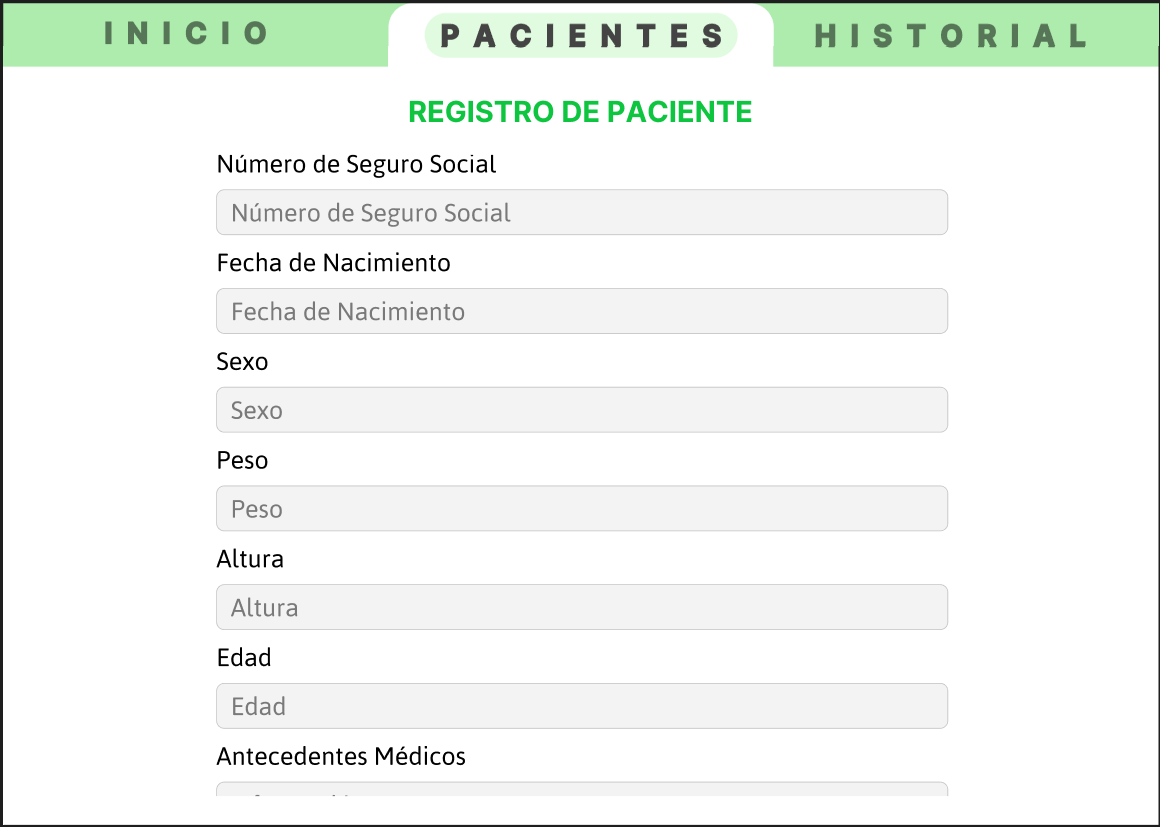 INICIO PACIENTES HISTORIAL
REGISTRO DE PACIENTE
Número de Seguro Social
Número de Seguro Social
Fecha de Nacimiento
Fecha de Nacimiento
Sexo
Sexo
Peso
Peso
Altura
Altura
Edad
Edad
Antecedentes Médicos